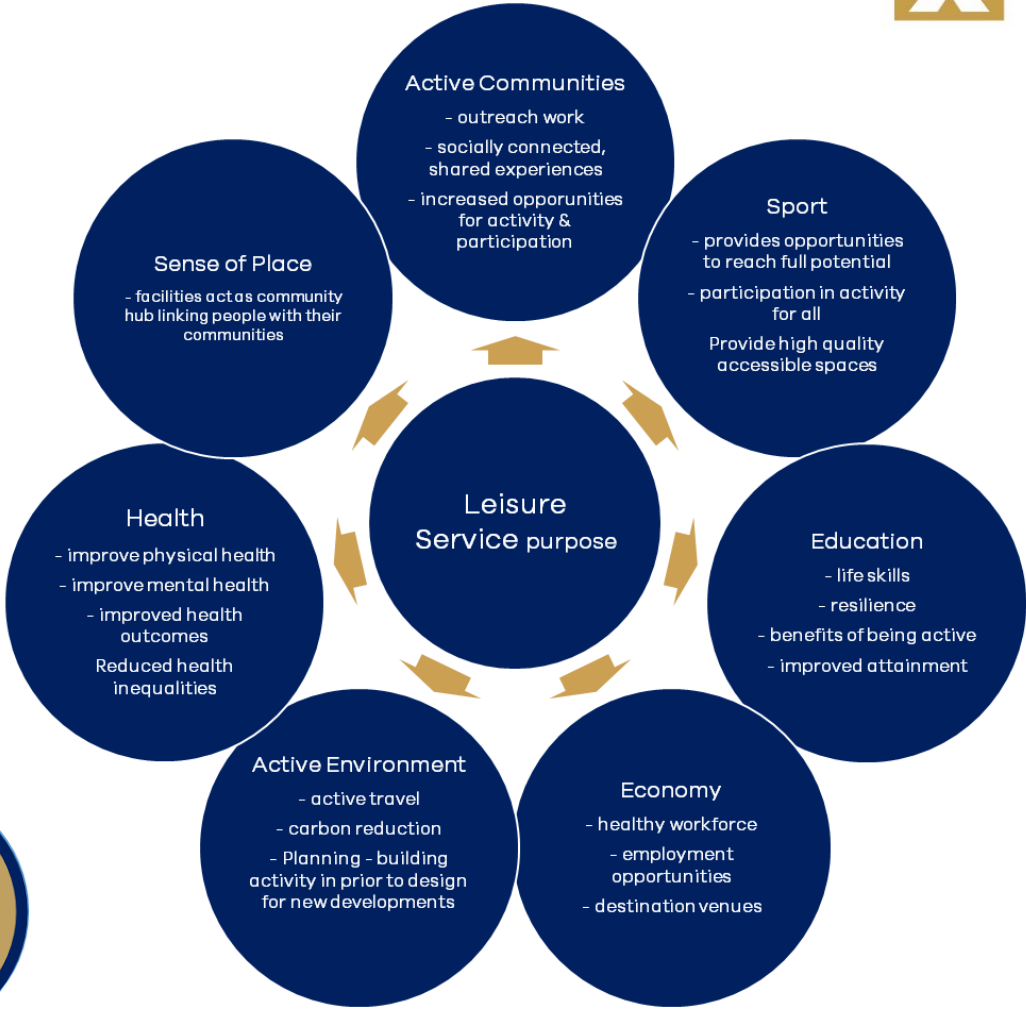 Active Communities
- outreach work
- socially connected,
shared experiences
- increased opporunities
for activity &
participation
Sport
- provides opportunities
to reach full potential
- participation in activity
for all
Provide high quality
accessible spaces
Education
- life skills
- resilience
- benefits of being active
- improved attainment
Economy
- healthy workforce
- employment
opportunities
- destination venues
Active Environment
- active travel
- carbon reduction
- Planning - building
activity in prior to design
for new developments
Health
- improve physical health
- improve mental health
- improved health
outcomes
Reduced health
inequalities
Sense of Place
- facilities act as community
hub linking people with their
communities
Leisure
Service purpose